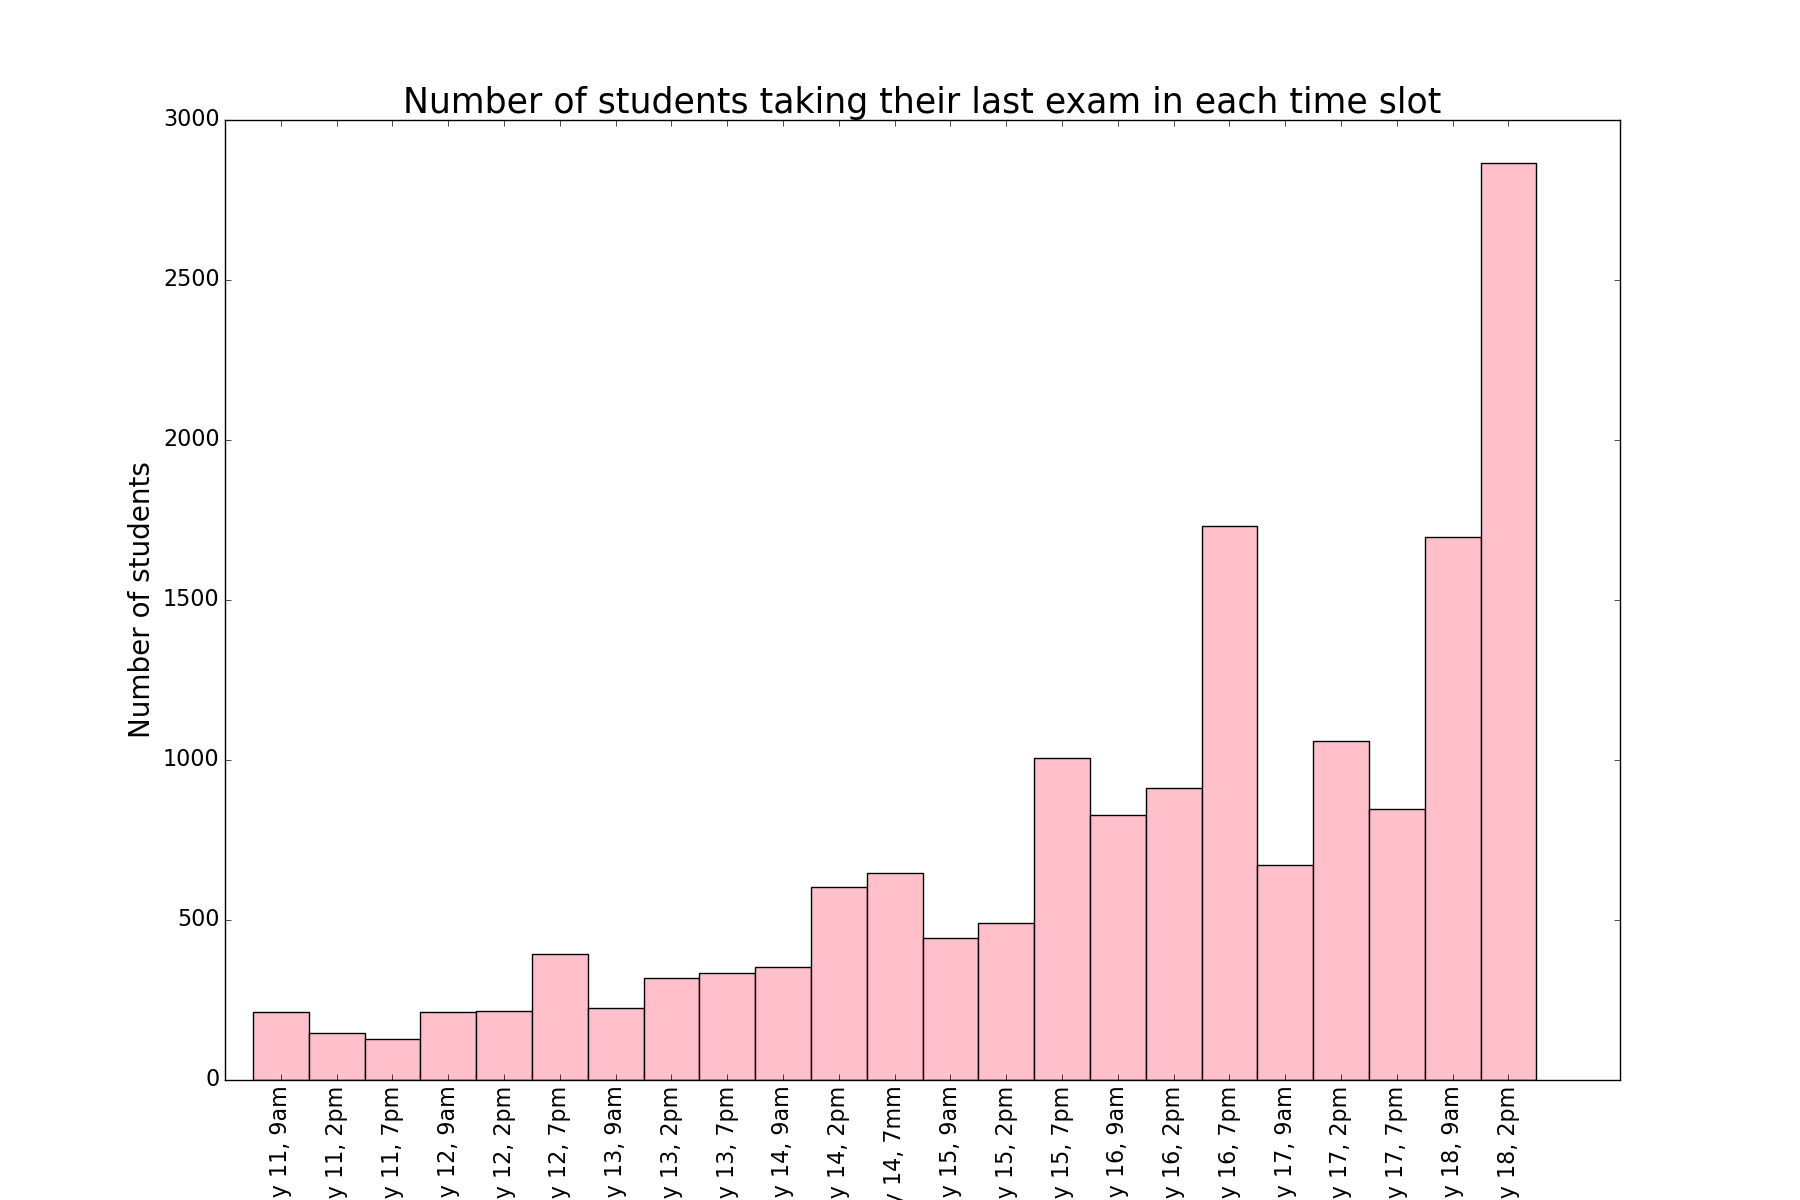 Number of students taking their last exam in each time slot
Number of students
3000
2500
2000
1500
1000
500
0
y 11, 9am
y 11, 2pm
y 11, 7pm
y 12, 9am
y 12, 2pm
y 12, 7pm
y 13, 9am
y 13, 2pm
y 13, 7pm
y 14, 9am
y 14, 2pm
y 14, 7mm
y 15, 9am
y 15, 2pm
y 15, 7pm
y 16, 9am
y 16, 2pm
y 16, 7pm
y 17, 9am
y 17, 2pm
y 17, 7pm
y 18, 9am
y 18, 2pm